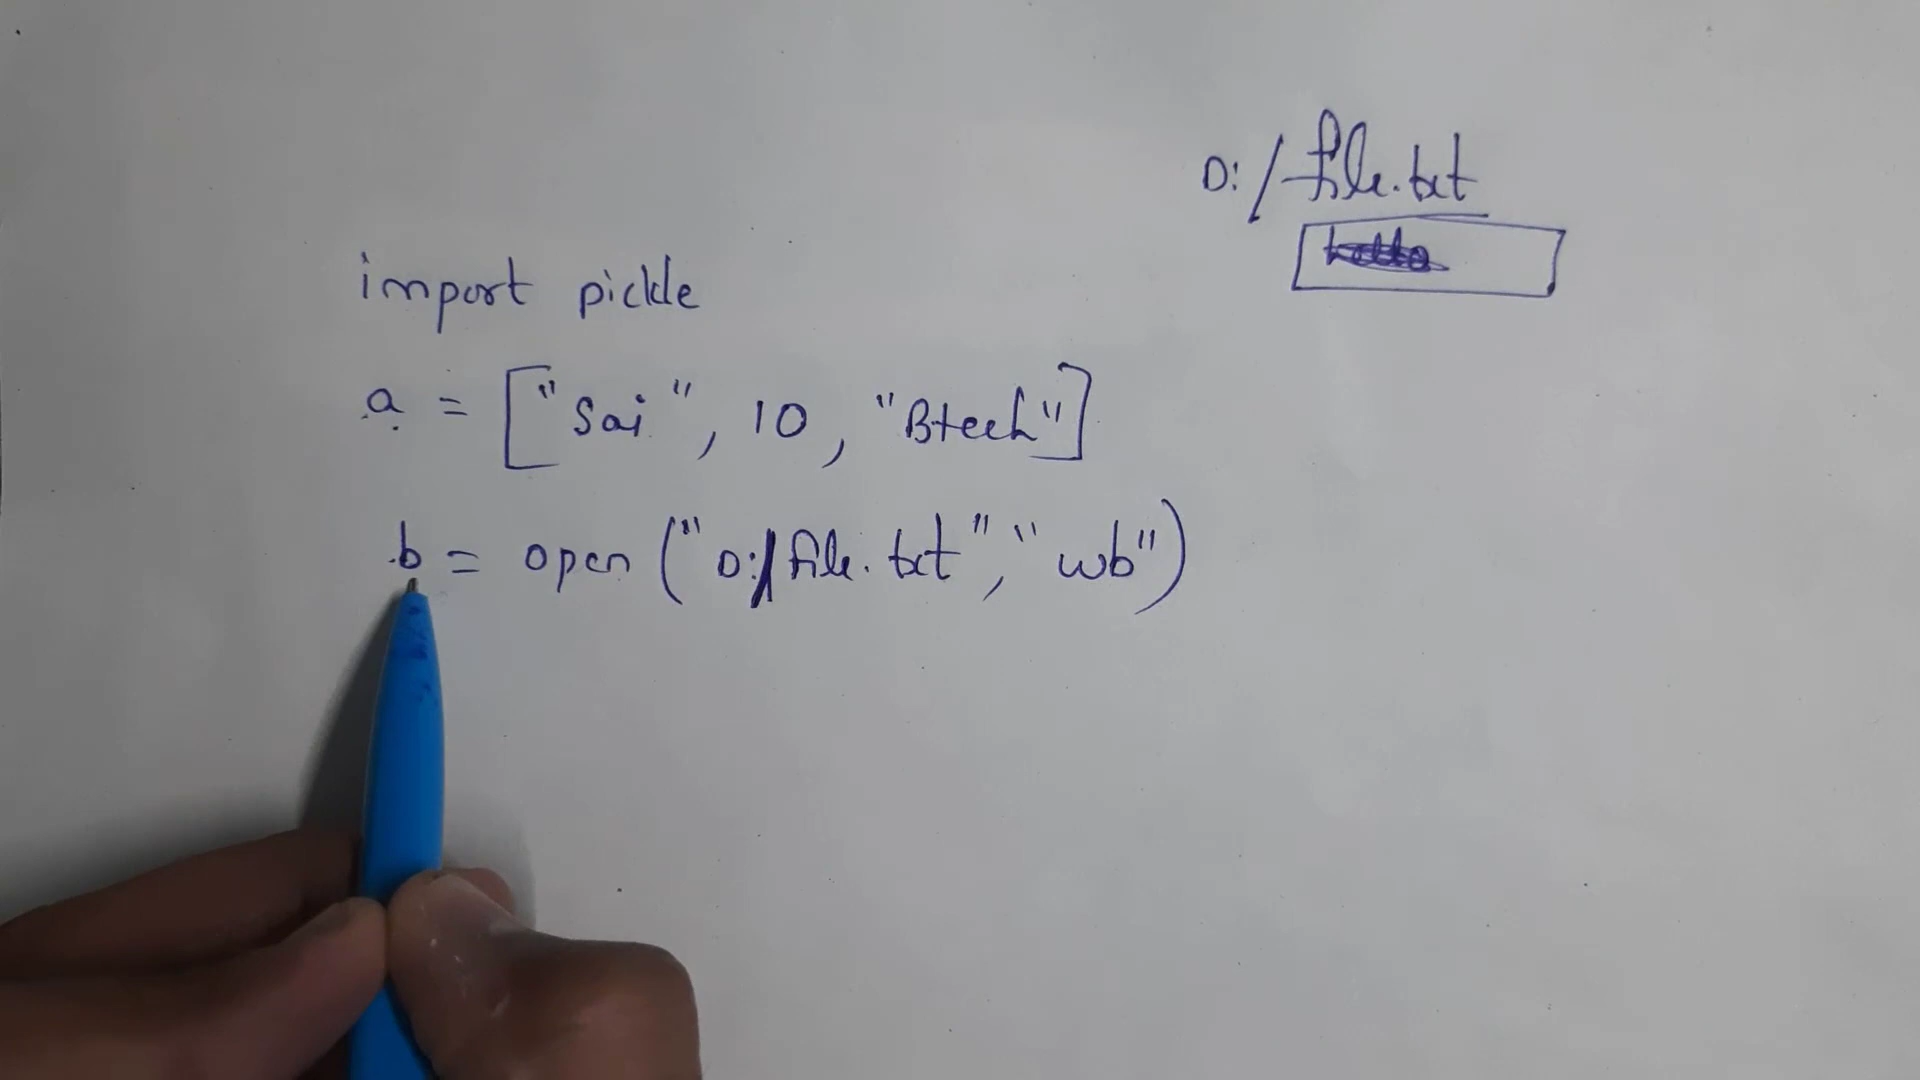 D:/file.txt
import pickle
a = ["Sai", 10, "Btech"]
b = open("D:/file.txt", "wb")